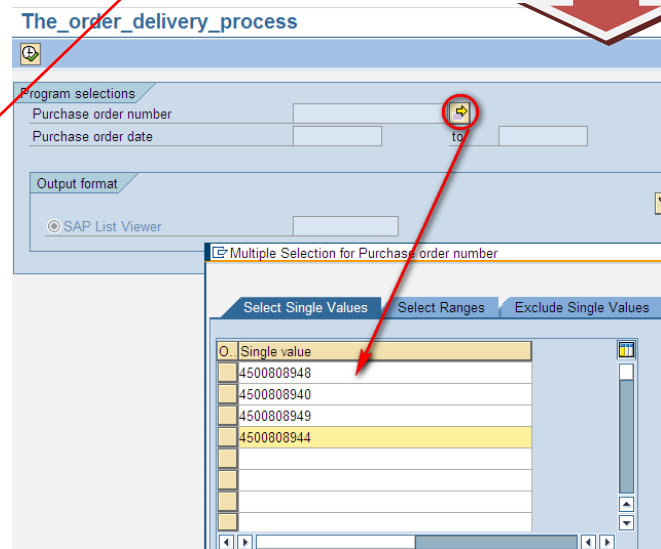 The_order_delivery_process
Program selections
Purchase order number
Purchase order date to
Output format
SAP List Viewer
Multiple Selection for Purchase order number
Select Single Values Select Ranges Exclude Single Values
O.. Single value
4500808948
4500808940
4500808949
4500808944